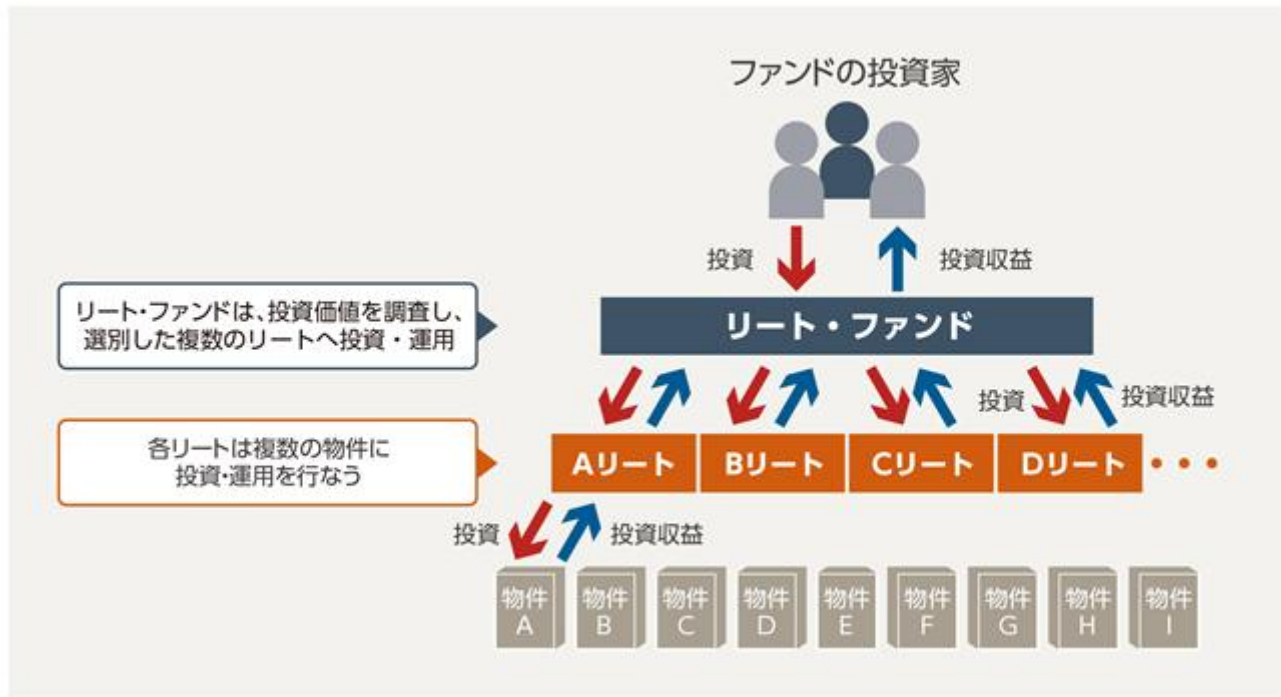 ファンドの投資家
投資
投資収益
リート・ファンドは、投資価値を調査し、
選別した複数のリートへ投資・運用
リート・ファンド
投資
投資収益
各リートは複数の物件に
投資・運用を行なう
Aリート
Bリート
Cリート
Dリート
・・・
投資
投資収益
物件
A
物件
B
物件
C
物件
D
物件
E
物件
F
物件
G
物件
H
物件
I